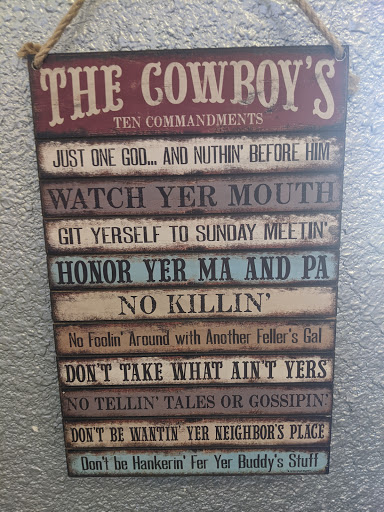 THE COWBOY'S
TEN COMMANDMENTS
JUST ONE GOD... AND NUTHIN' BEFORE HIM
WATCH YER MOUTH
GIT YERSELF TO SUNDAY MEETIN'
HONOR YER MA AND PA
NO KILLIN'
No Foolin' Around with Another Feller's Gal
DON'T TAKE WHAT AIN'T YERS
NO TELLIN' TALES OR GOSSIPIN'
DON'T BE WANTIN' YER NEIGHBOR'S PLACE
Don't be Hankerin' Fer Yer Buddy's Stuff